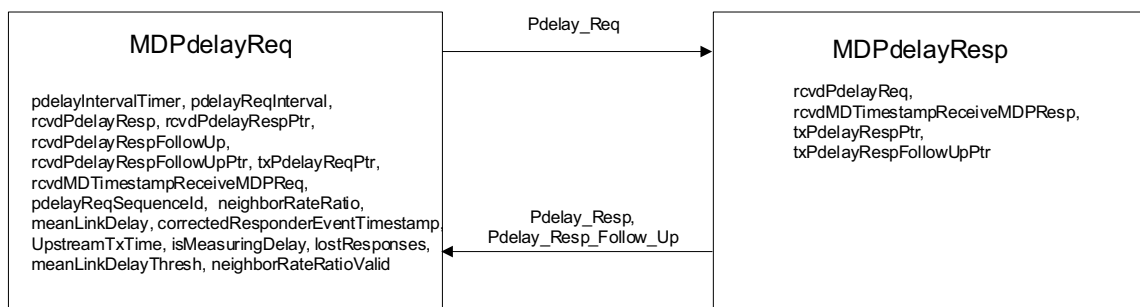 MDPdelayReq
pdelayIntervalTimer, pdelayReqInterval,
rcvdPdelayResp, rcvdPdelayRespPtr,
rcvdPdelayRespFollowUp,
rcvdPdelayRespFollowUpPtr, txPdelayReqPtr,
rcvdMDTimestampReceiveMDPReq,
pdelayReqSequenceId, neighborRateRatio,
meanLinkDelay, correctedResponderEventTimestamp,
UpstreamTxTime, isMeasuringDelay, lostResponses,
meanLinkDelayThresh, neighborRateRatioValid
Pdelay_Req
Pdelay_Resp,
Pdelay_Resp_Follow_Up
MDPdelayResp
rcvdPdelayReq,
rcvdMDTimestampReceiveMDPResp,
txPdelayRespPtr,
txPdelayRespFollowUpPtr